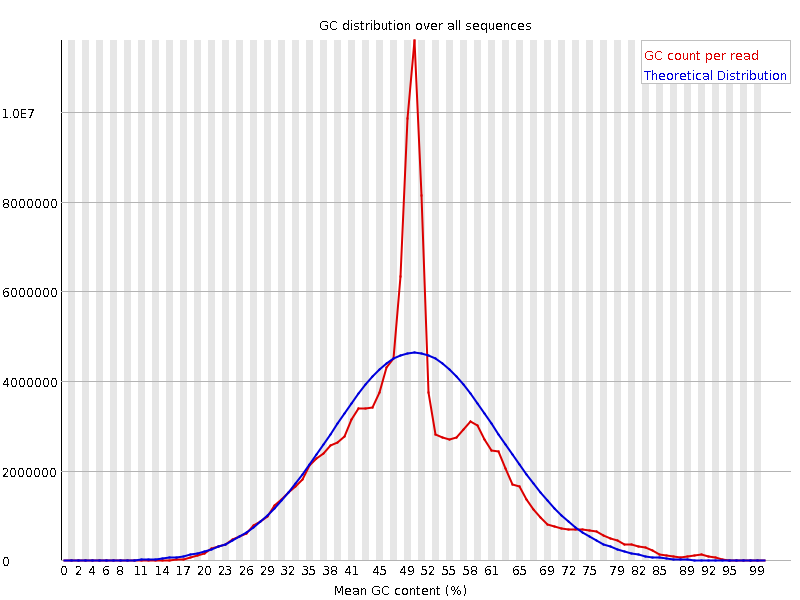 GC distribution over all sequences
GC count per read
Theoretical Distribution
1.0E7
8000000
6000000
4000000
2000000
0
0 2 4 6 8 11 14 17 20 23 26 29 32 35 38 41 45 49 52 55 58 61 65 69 72 75 79 82 85 89 92 95 99
Mean GC content (%)